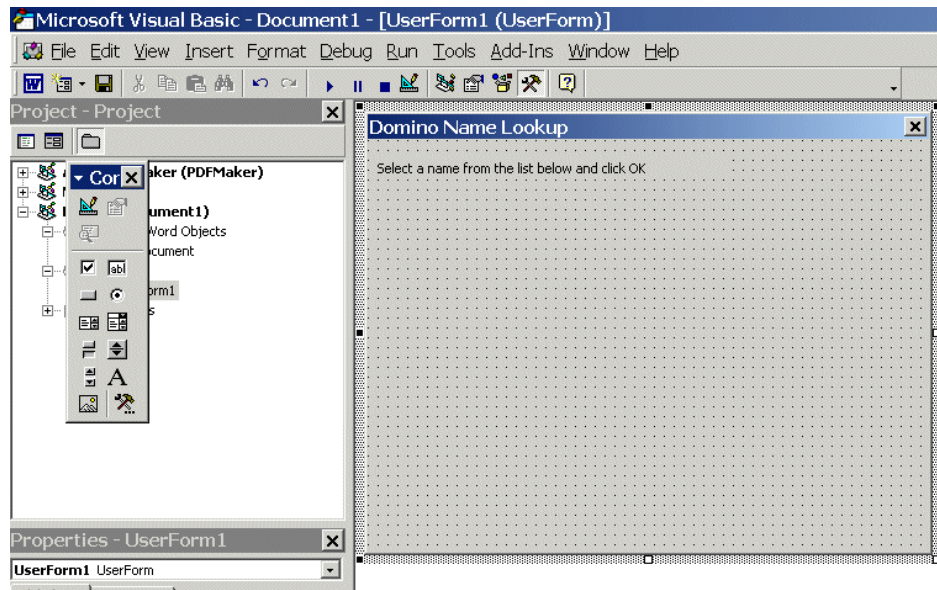 Microsoft Visual Basic - Document1 - [UserForm1 (UserForm)]
File Edit View Insert Format Debug Run Tools Add-Ins Window Help
Project - Project
Domino Name Lookup
Select a name from the list below and click OK
Cor
aker (PDFMaker)
ument1)
Word Objects
ocument
orm1
s
abl
A
Properties - UserForm1
UserForm1 UserForm